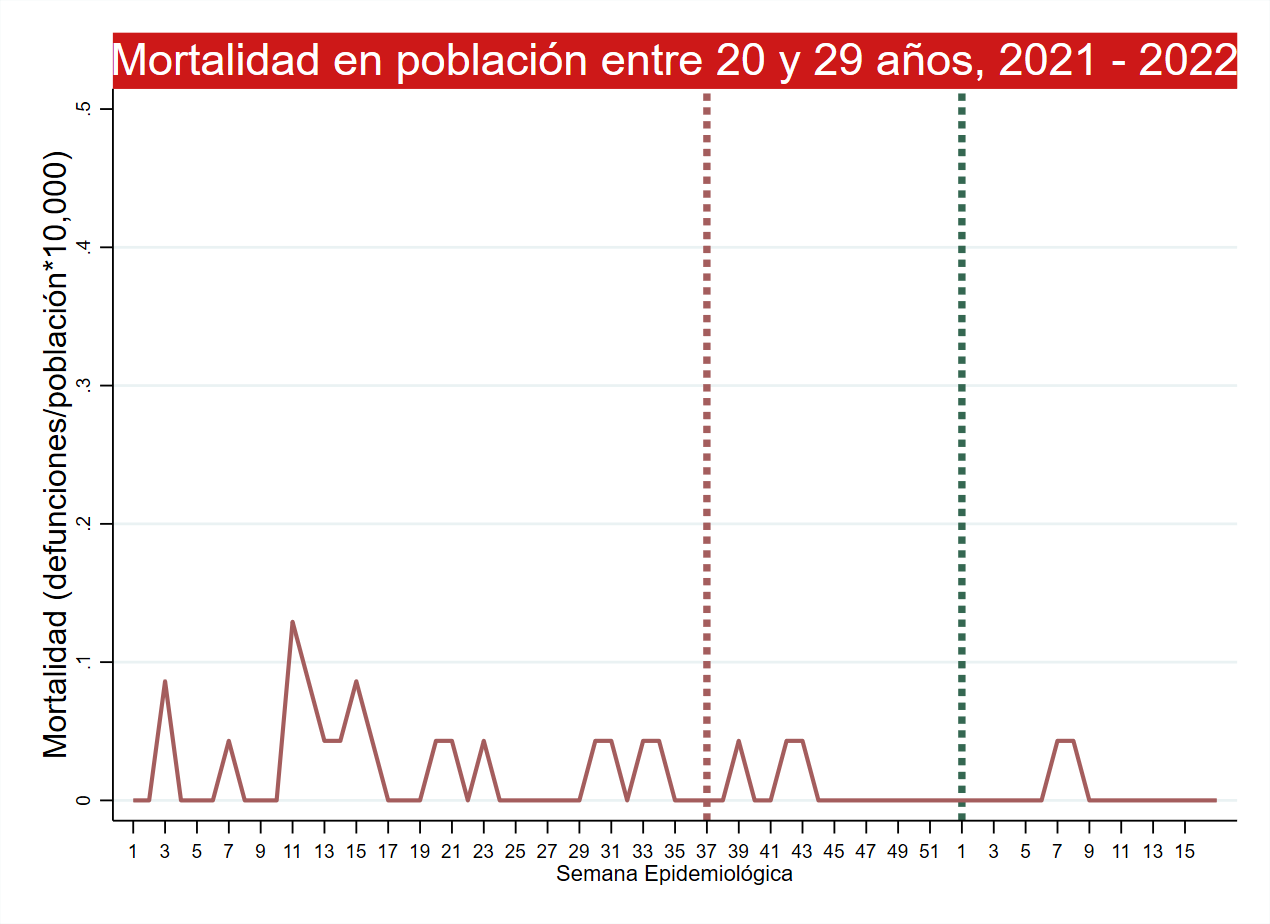 Mortalidad en población entre 20 y 29 años, 2021 - 2022
Mortalidad (defunciones/población*10,000)
.5
.4
.3
.2
.1
0
1 3 5 7 9 11 13 15 17 19 21 23 25 27 29 31 33 35 37 39 41 43 45 47 49 51 1 3 5 7 9 11 13 15
Semana Epidemiológica